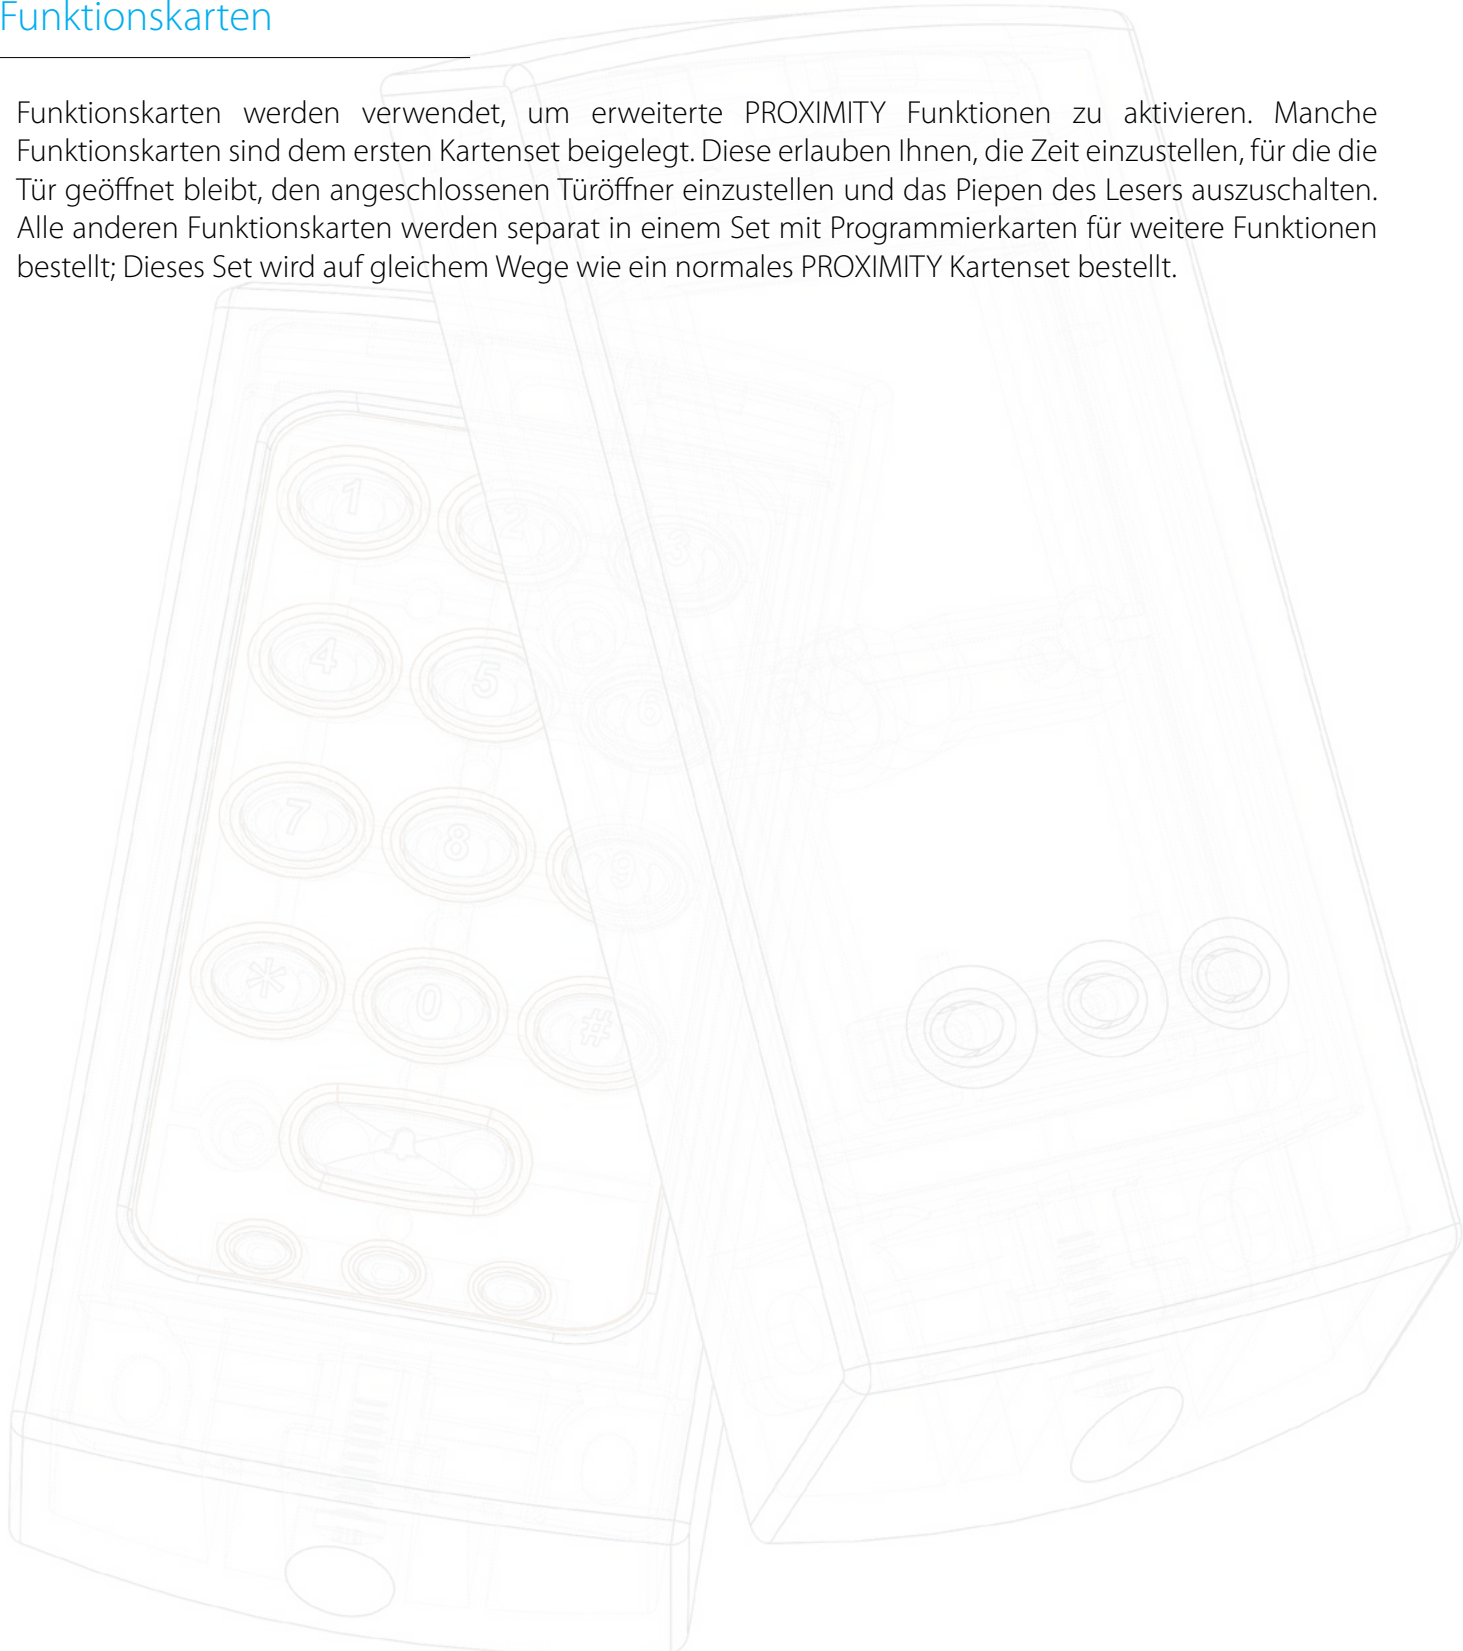 Funktionskarten
Funktionskarten werden verwendet, um erweiterte PROXIMITY Funktionen zu aktivieren. Manche
Funktionskarten sind dem ersten Kartenset beigelegt. Diese erlauben Ihnen, die Zeit einzustellen, für die die
Tür geöffnet bleibt, den angeschlossenen Türöffner einzustellen und das Piepen des Lesers auszuschalten.
Alle anderen Funktionskarten werden separat in einem Set mit Programmierkarten für weitere Funktionen
bestellt; Dieses Set wird auf gleichem Wege wie ein normales PROXIMITY Kartenset bestellt.
1 2 3
4 5 6
7 8 9
* 0 #